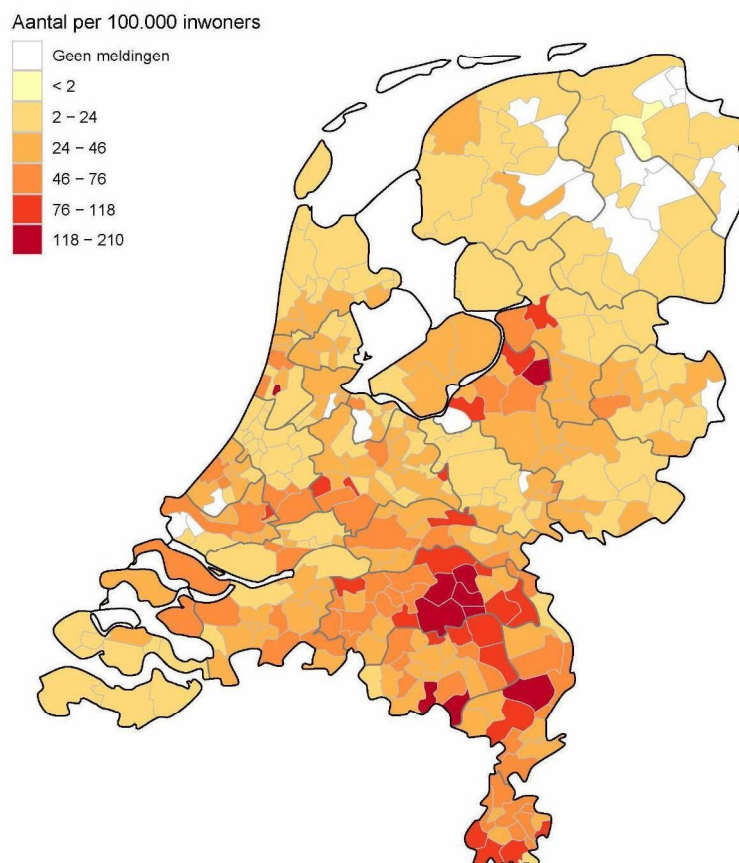 Aantal per 100.000 inwoners
Geen meldingen
< 2
2 – 24
24 – 46
46 – 76
76 – 118
118 – 210